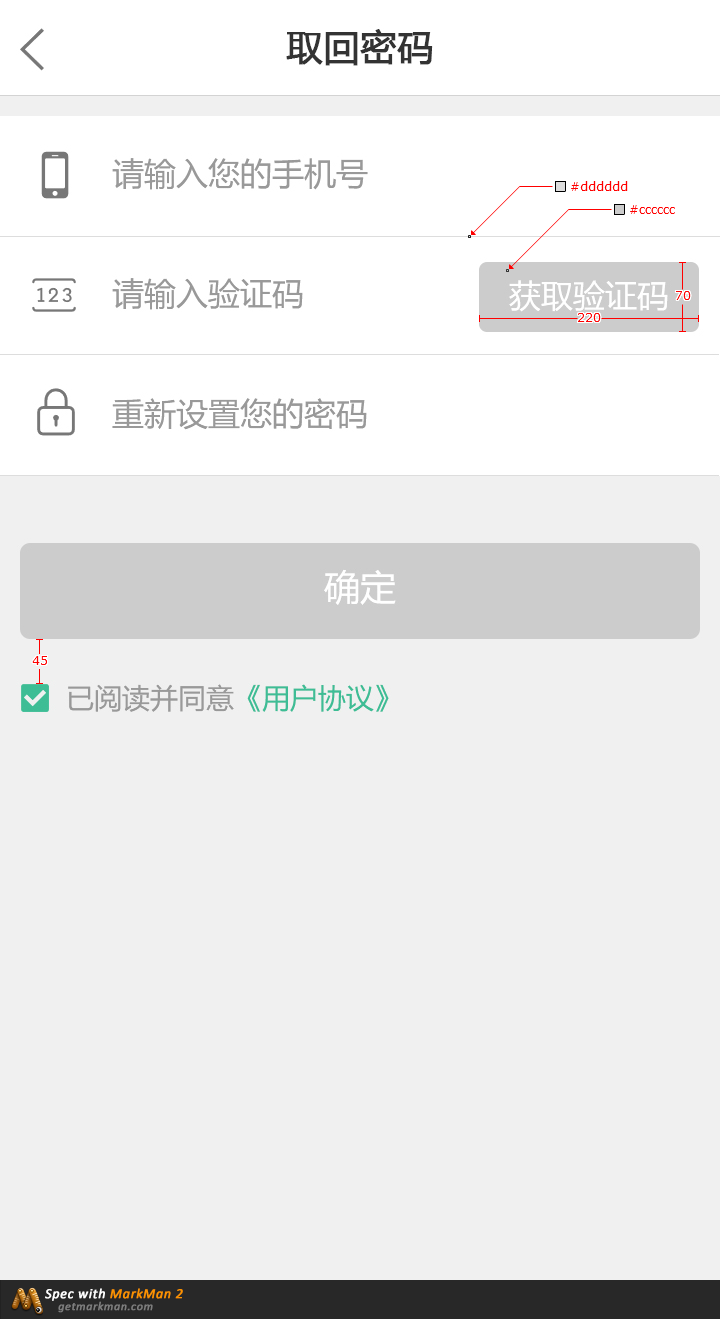 取回密码
请输入您的手机号
#dddddd
#cccccc
123
请输入验证码
获取验证码
70
220
重新设置您的密码
确定
45
已阅读并同意《用户协议》
Spec with MarkMan 2
getmarkman.com